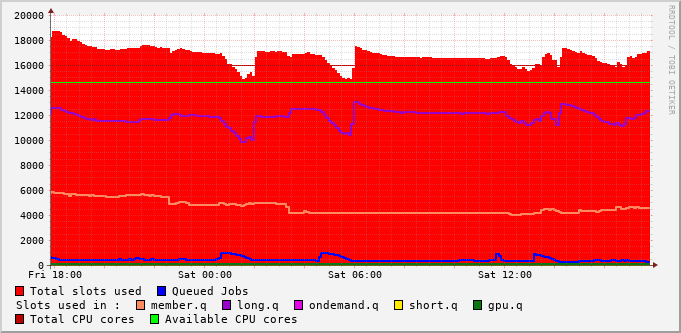 20000
18000
16000
14000
12000
10000
8000
6000
4000
2000
0
Fri 18:00 Sat 00:00 Sat 06:00 Sat 12:00
RRDTOOL / TOBI OETIKER
Total slots used Queued Jobs
Slots used in : member.q long.q ondemand.q short.q gpu.q
Total CPU cores Available CPU cores